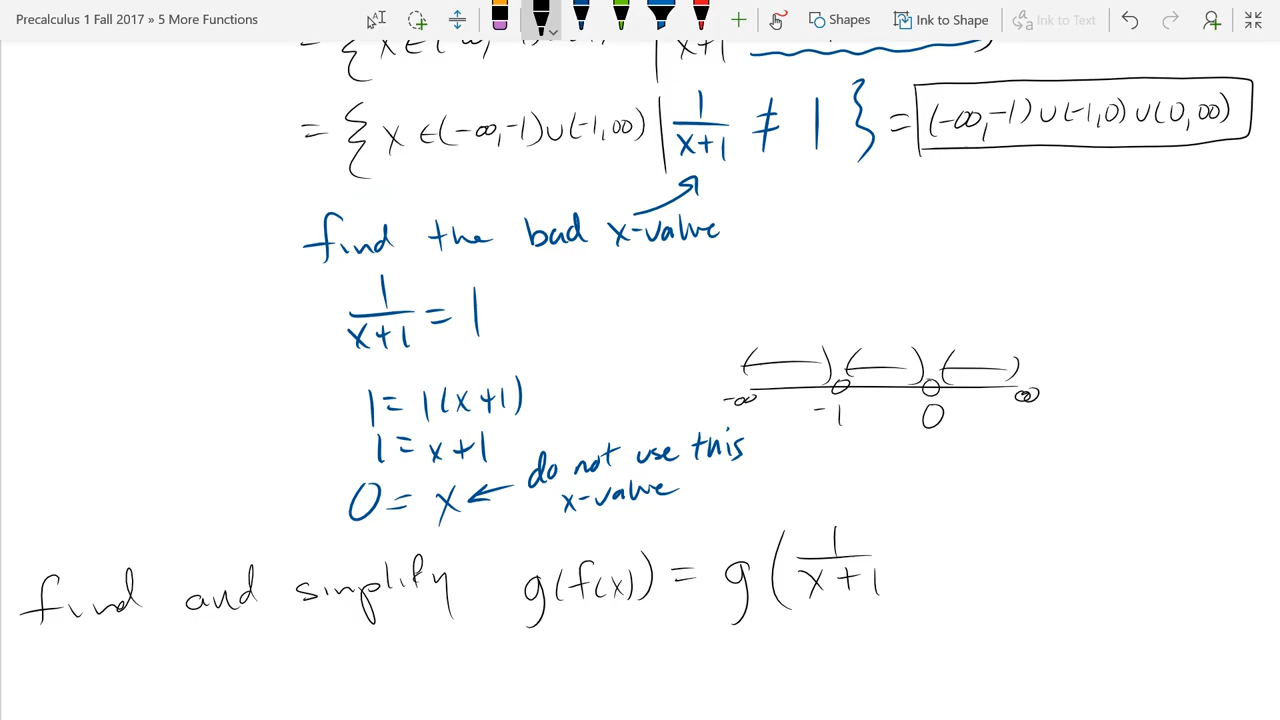 Precalculus 1 Fall 2017 » 5 More Functions
Shapes
Ink to Shape
Ink to Text
= { x ∈ (-∞,-1)∪(-1,∞) | 1/(x+1) ≠ 1 } = (-∞,-1)∪(-1,0)∪(0,∞)
find the bad x-value
1/(x+1) = 1
1 = 1(x+1)
1 = x+1
0 = x ← do not use this
x-value
-∞ -1 0 ∞
find and simplify g(f(x)) = g(1/(x+1